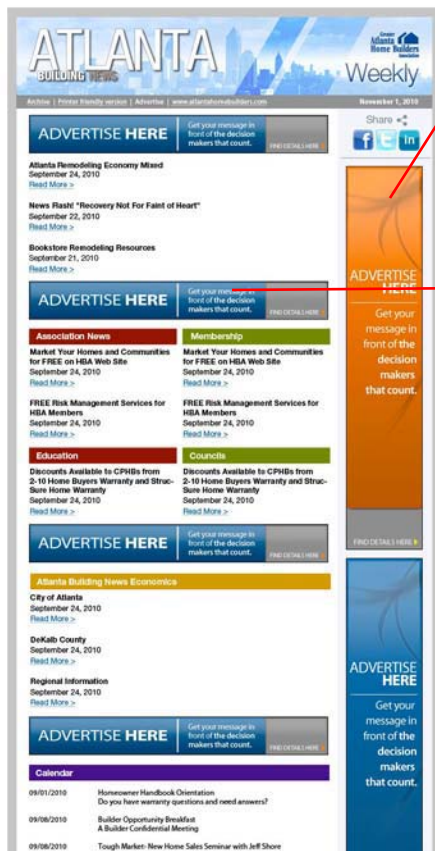 ATLANTA
BUILDING NEWS
Greater
Atlanta
Home Builders
Association
Weekly
Archive | Printer friendly version | Advertise | www.atlantahomebuilders.com
November 1, 2010
Share
f t in
ADVERTISE HERE
Get your message in
front of the decision
makers that count.
FIND DETAILS HERE
Atlanta Remodeling Economy Mixed
September 24, 2010
Read More >
News Flash! "Recovery Not For Faint of Heart"
September 22, 2010
Read More >
Bookstore Remodeling Resources
September 21, 2010
Read More >
ADVERTISE HERE
Get your message in
front of the decision
makers that count.
FIND DETAILS HERE
Association News
Market Your Homes and Communities
for FREE on HBA Web Site
September 24, 2010
Read More >
FREE Risk Management Services for
HBA Members
September 24, 2010
Read More >
Membership
Market Your Homes and Communities
for FREE on HBA Web Site
September 24, 2010
Read More >
FREE Risk Management Services for
HBA Members
September 24, 2010
Read More >
Education
Discounts Available to CPHBs from
2-10 Home Buyers Warranty and Struc-
Sure Home Warranty
September 24, 2010
Read More >
Councils
Discounts Available to CPHBs from
2-10 Home Buyers Warranty and Struc-
Sure Home Warranty
September 24, 2010
Read More >
ADVERTISE HERE
Get your message in
front of the decision
makers that count.
FIND DETAILS HERE
Atlanta Building News Economics
City of Atlanta
September 24, 2010
Read More >
DeKalb County
September 24, 2010
Read More >
Regional Information
September 24, 2010
Read More >
ADVERTISE HERE
Get your message in
front of the decision
makers that count.
FIND DETAILS HERE
Calendar
09/01/2010 Homeowner Handbook Orientation
Do you have warranty questions and need answers?
09/08/2010 Builder Opportunity Breakfast
A Builder Confidential Meeting
09/08/2010 Tough Market- New Home Sales Seminar with Jeff Shore
ADVERTISE
HERE
Get your
message in
front of the
decision
makers
that count.
FIND DETAILS HERE
ADVERTISE
HERE
Get your
message in
front of the
decision
makers
that count.